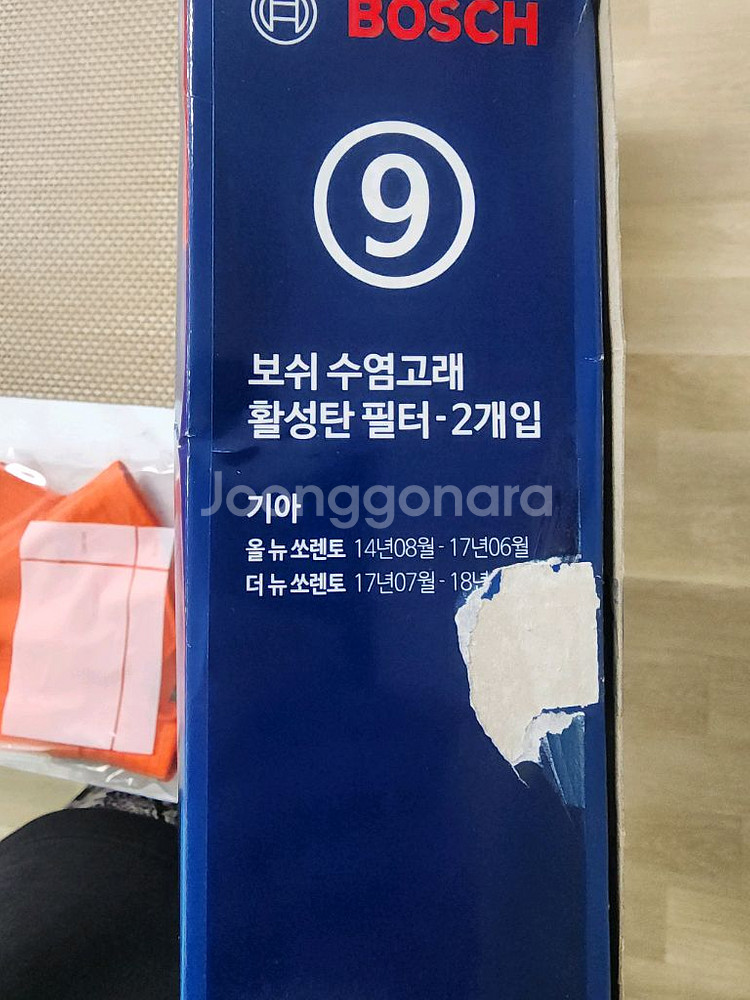 BOSCH
9
보쉬 수염고래
활성탄 필터-2개입
Joonggonara
기아
올 뉴 쏘렌토 14년08월 - 17년06월
더 뉴 쏘렌토 17년07월 - 18년